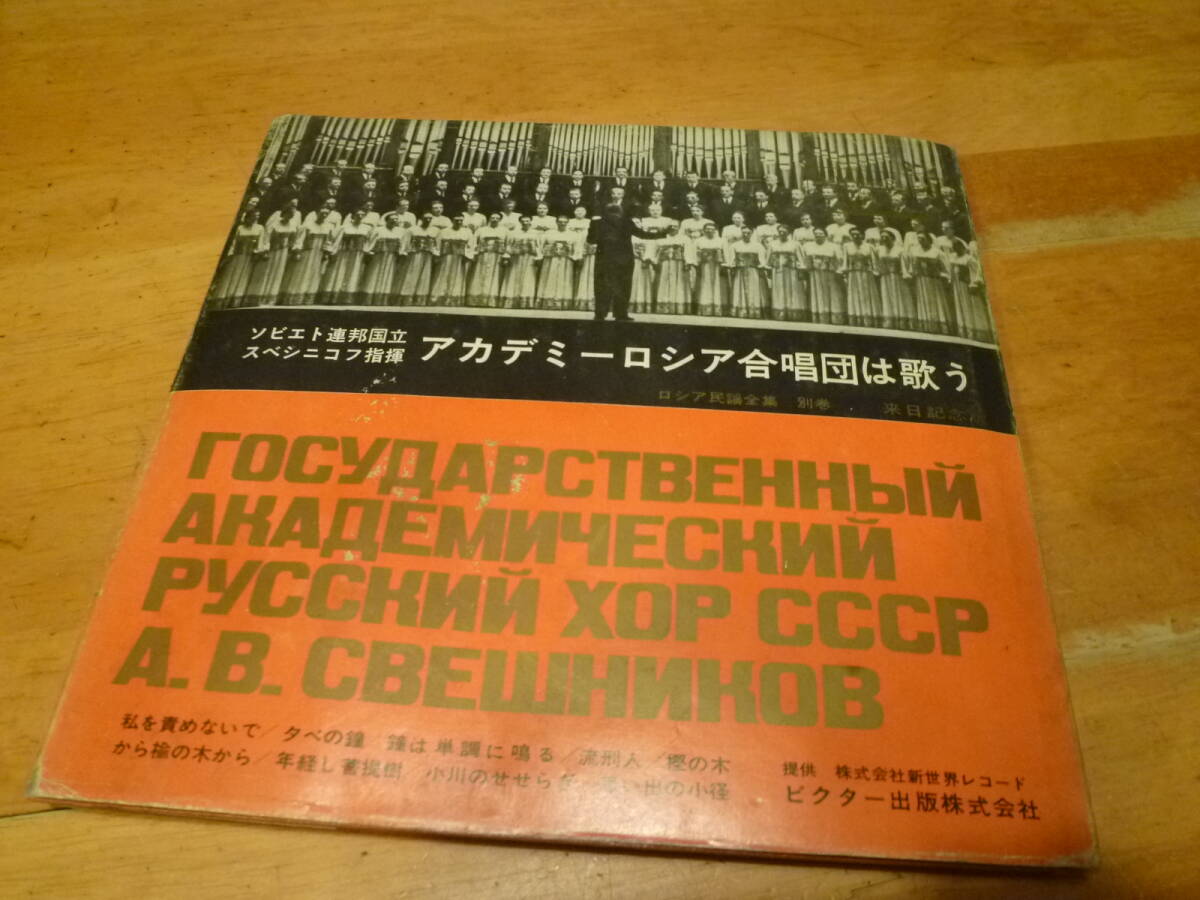 ソビエト連邦国立
スベシニコフ指揮
アカデミーロシア合唱団は歌う
ロシア民謡全集 別巻 来日記念
ГОСУДАРСТВЕННЫЙ
АКАДЕМИЧЕСКИЙ
РУССКИЙ ХОР СССР
А. В. СВЕШНИКОВ
私を責めないで/夕べの鐘/鐘は単調に鳴る/流刑人/樫の木
から楡の木から/年経し菩提樹/小川のせせらぎ 出の小径
提供 株式会社新世界レコード
ビクター出版株式会社